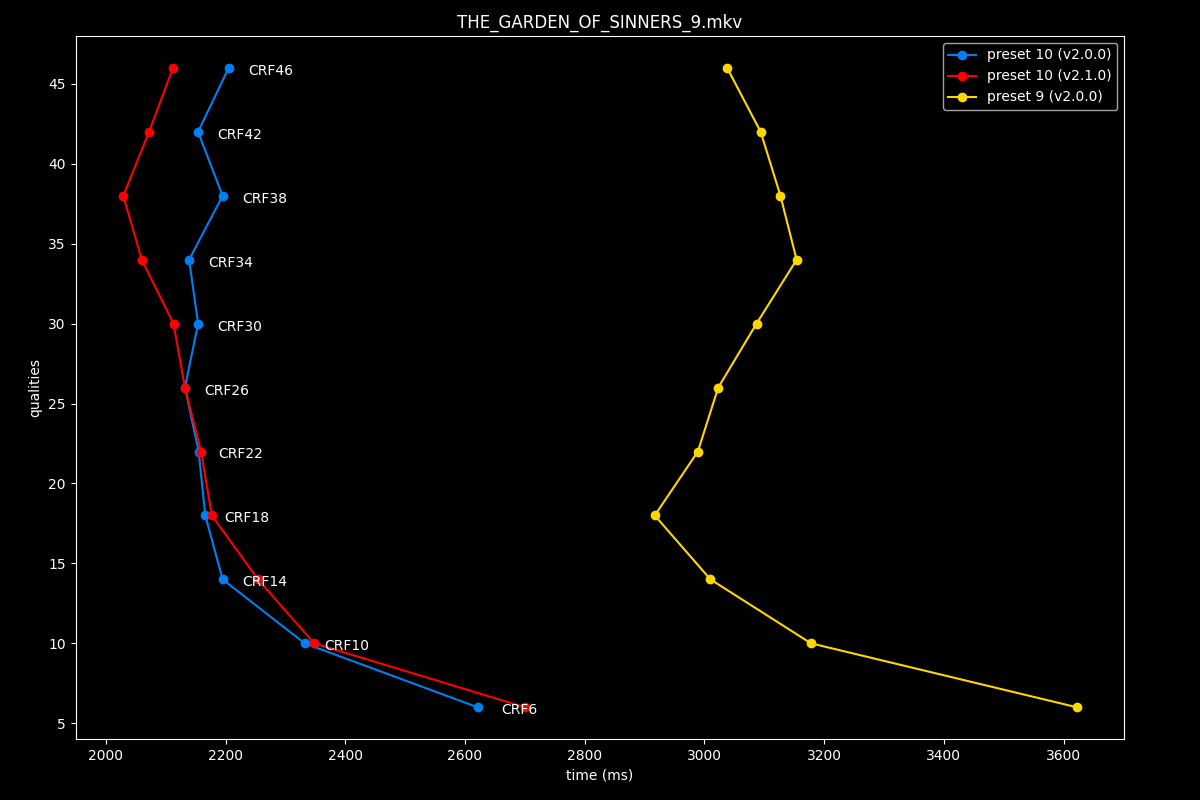 THE_GARDEN_OF_SINNERS_9.mkv
preset 10 (v2.0.0)
preset 10 (v2.1.0)
preset 9 (v2.0.0)
CRF46
CRF42
CRF38
CRF34
CRF30
CRF26
CRF22
CRF18
CRF14
CRF10
CRF6
45
40
35
30
25
20
15
10
5
qualities
2000 2200 2400 2600 2800 3000 3200 3400 3600
time (ms)